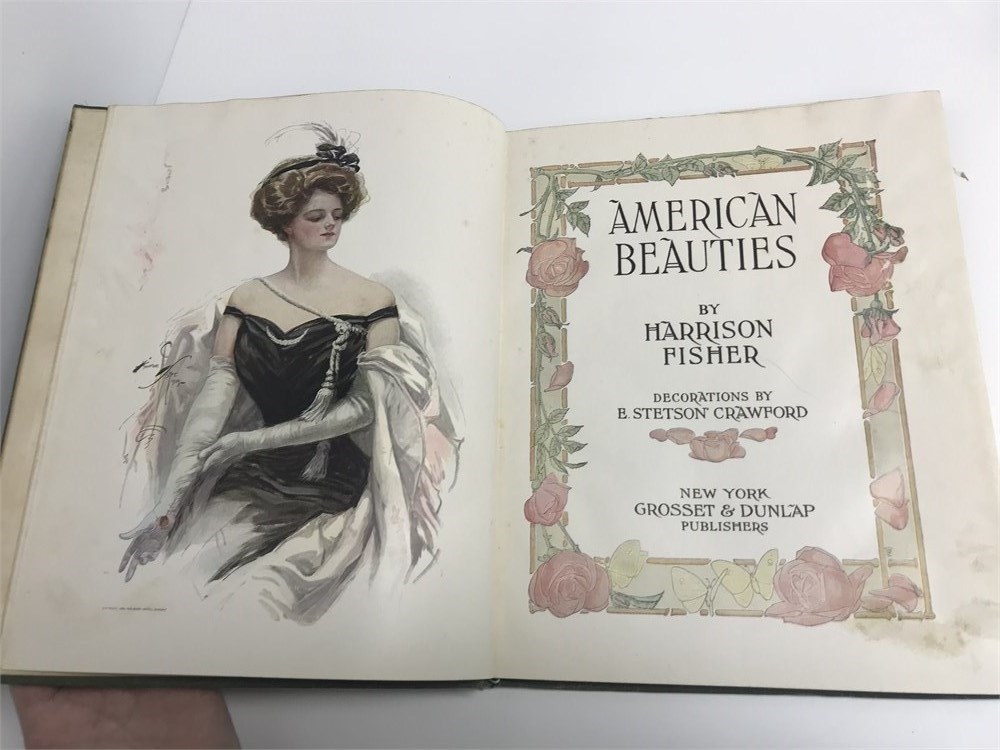 AMERICAN
BEAUTIES
BY
HARRISON
FISHER
DECORATIONS BY
E. STETSON CRAWFORD
NEW YORK
GROSSET & DUNLAP
PUBLISHERS